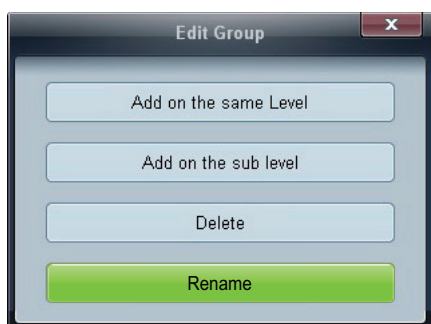 Edit Group
x
Add on the same Level
Add on the sub level
Delete
Rename